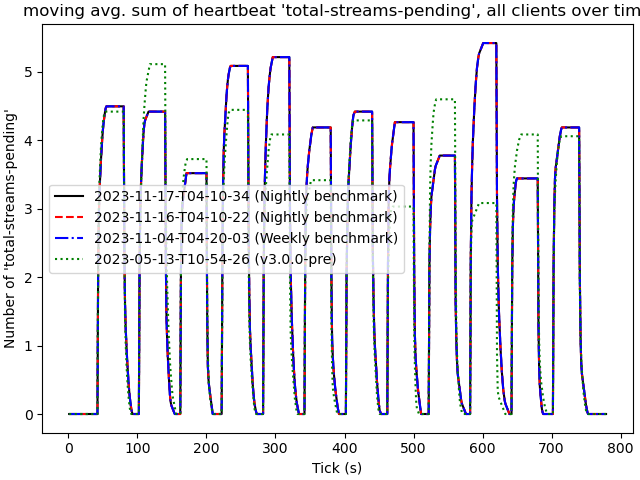 moving avg. sum of heartbeat 'total-streams-pending', all clients over tim
5
4
3
2
1
0
Number of 'total-streams-pending'
2023-11-17-T04-10-34 (Nightly benchmark)
2023-11-16-T04-10-22 (Nightly benchmark)
2023-11-04-T04-20-03 (Weekly benchmark)
2023-05-13-T10-54-26 (v3.0.0-pre)
0 100 200 300 400 500 600 700 800
Tick (s)